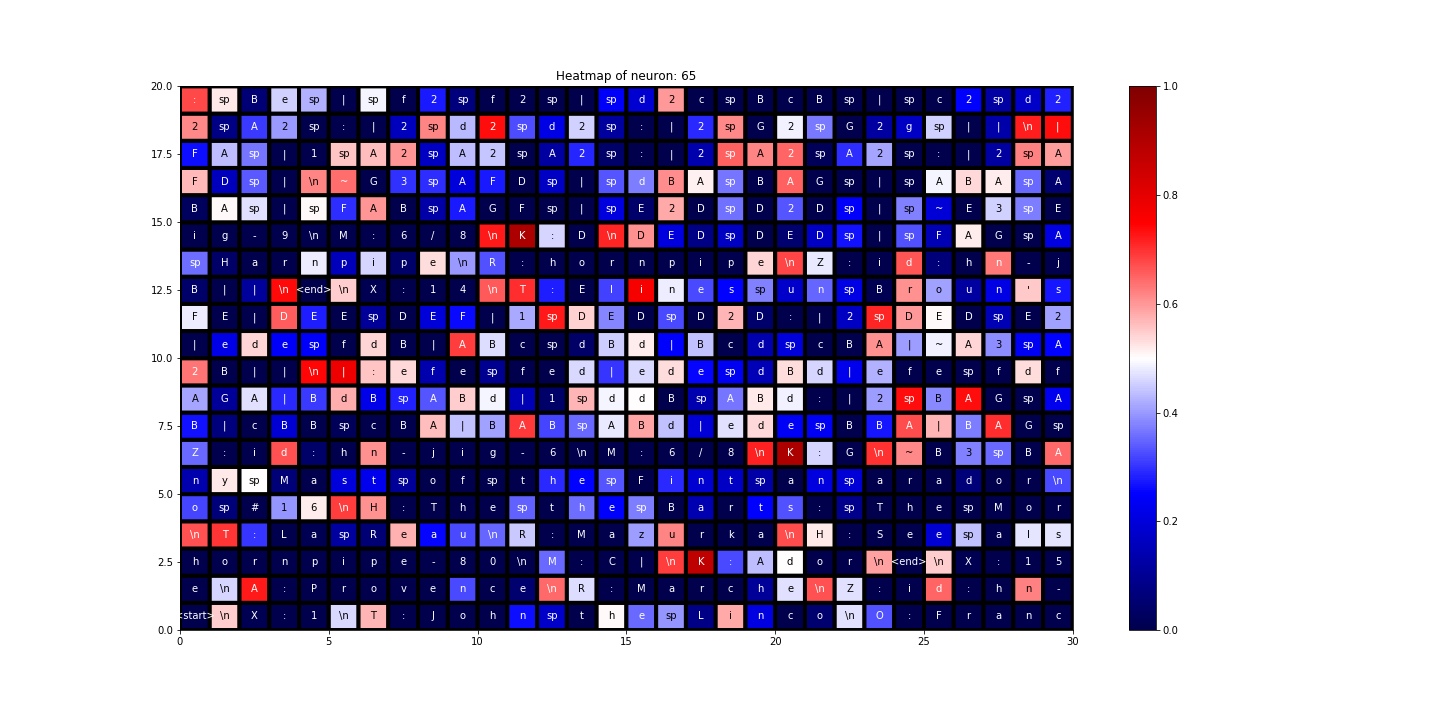 Heatmap of neuron: 65
20.0 : sp B e sp | sp f 2 sp f 2 sp | sp d 2 c sp B c B sp | sp c 2 sp d 2 1.0
2 sp A 2 sp : | 2 sp d 2 sp d 2 sp : | 2 sp G 2 sp G 2 g sp | | \n |
17.5 F A sp | 1 sp A 2 sp A 2 sp A 2 sp : | 2 sp A 2 sp A 2 sp : | 2 sp A
F D sp | \n ~ G 3 sp A F D sp | sp d B A sp B A G sp | sp A B A sp A 0.8
15.0 B A sp | sp F A B sp A G F sp | sp E 2 D sp D 2 D sp | sp ~ E 3 sp E
i g - 9 \n M : 6 / 8 \n K : D \n D E D sp D E D sp | sp F A G sp A
sp H a r n p i p e \n R : h o r n p i p e \n Z : i d : h n - j
12.5 B | | \n <end> \n X : 1 4 \n T : E l i n e s sp u n sp B r o u n ' s 0.6
F E | D E E sp D E F | 1 sp D E D sp D 2 D : | 2 sp D E D sp E 2
10.0 | e d e sp f d B | A B c sp d B d | B c d sp c B A | ~ A 3 sp A
2 B | | \n | : e f e sp f e d | e d e sp d B d | e f e sp f d f 0.4
A G A | B d B sp A B d | 1 sp d d B sp A B d : | 2 sp B A G sp A
7.5 B | c B B sp c B A | B A B sp A B d | e d e sp B B A | B A G sp
Z : i d : h n - j i g - 6 \n M : 6 / 8 \n K : G \n ~ B 3 sp B A
5.0 n y sp M a s t sp o f sp t h e sp F i n t sp a n sp a r a d o r \n
o sp # 1 6 \n H : T h e sp t h e sp B a r t s : sp T h e sp M o r 0.2
\n T : L a sp R e a u \n R : M a z u r k a \n H : S e e sp a l s
2.5 h o r n p i p e - 8 0 \n M : C | \n K : A d o r \n <end> \n X : 1 5
e \n A : P r o v e n c e \n R : M a r c h e \n Z : i d : h n -
0.0 <start> \n X : 1 \n T : J o h n sp t h e sp L i n c o \n O : F r a n c 0.0
0 5 10 15 20 25 30